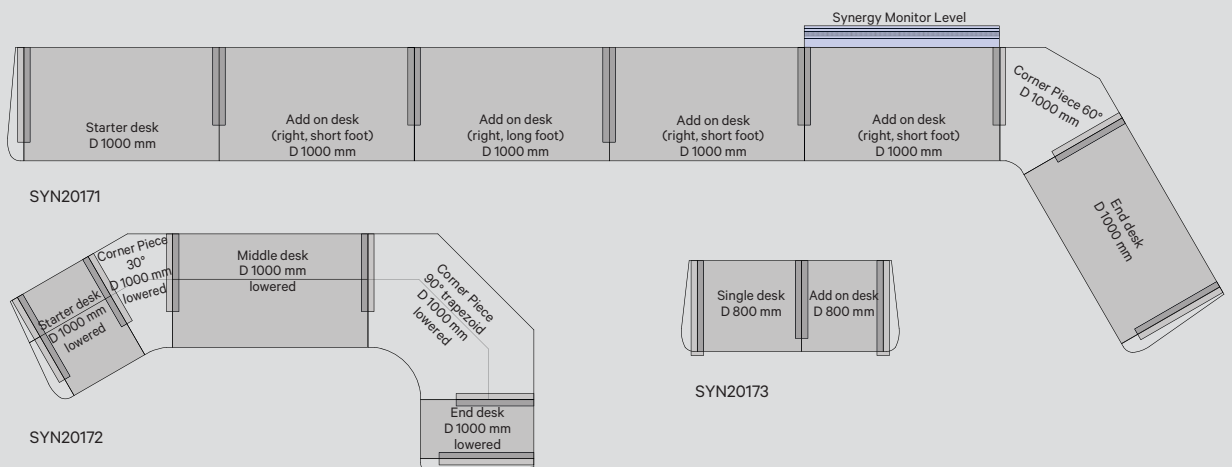 Synergy Monitor Level
Starter desk
D 1000 mm
Add on desk
(right, short foot)
D 1000 mm
Add on desk
(right, long foot)
D 1000 mm
Add on desk
(right, short foot)
D 1000 mm
Add on desk
(right, short foot)
D 1000 mm
Corner Piece 60°
D 1000 mm
End desk
D 1000 mm
SYN20171
Starter desk
D 1000 mm
lowered
Corner Piece
30°
D 1000 mm
lowered
Middle desk
D 1000 mm
lowered
Corner Piece
90° trapezoid
D 1000 mm
lowered
End desk
D 1000 mm
lowered
SYN20172
Single desk
D 800 mm
Add on desk
D 800 mm
SYN20173